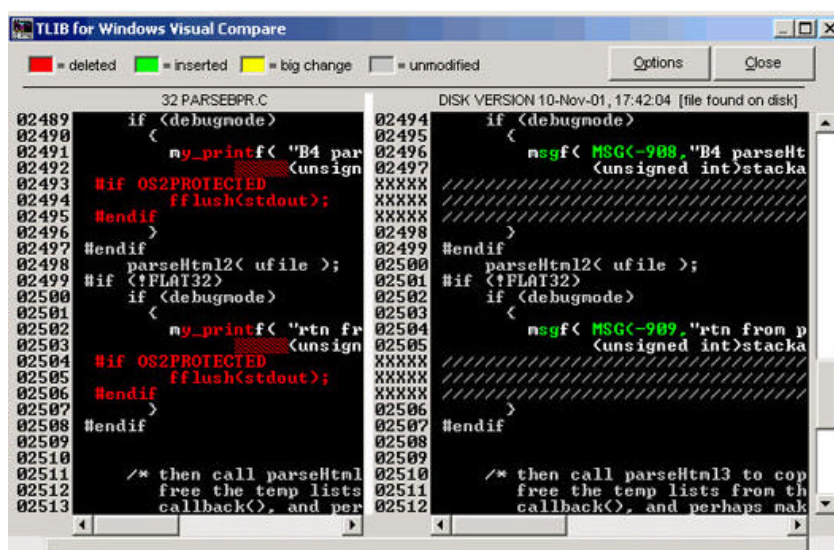 TLIB for Windows Visual Compare
= deleted = inserted = big change = unmodified Options Close
32 PARSEBPR.C
02489 if (debugmode)
02490 {
02491 my_printf( "B4 par
02492 (unsign
02493 #if OS2PROTECTED
02494 fflush(stdout);
02495 #endif
02496 }
02497 #endif
02498 parseHtml2( ufile );
02499 #if (!FLAT32)
02500 if (debugmode)
02501 {
02502 my_printf( "rtn fr
02503 (unsign
02504 #if OS2PROTECTED
02505 fflush(stdout);
02506 #endif
02507 }
02508 #endif
02509
02510
02511 /* then call parseHtml
02512 free the temp lists
02513 callback(), and per
DISK VERSION 10-Nov-01, 17:42:04 [file found on disk]
02494 if (debugmode)
02495 {
02496 msgf( MSG(-908,"B4 parseHt
02497 (unsigned int)stacka
XXXXX
XXXXX
XXXXX
02498 }
02499 #endif
02500 parseHtml2( ufile );
02501 #if (!FLAT32)
02502 if (debugmode)
02503 {
02504 msgf( MSG(-909,"rtn from p
02505 (unsigned int)stacka
XXXXX
XXXXX
XXXXX
02506 }
02507 #endif
02508
02509
02510 /* then call parseHtml3 to cop
02511 free the temp lists from th
02512 callback(), and perhaps mak